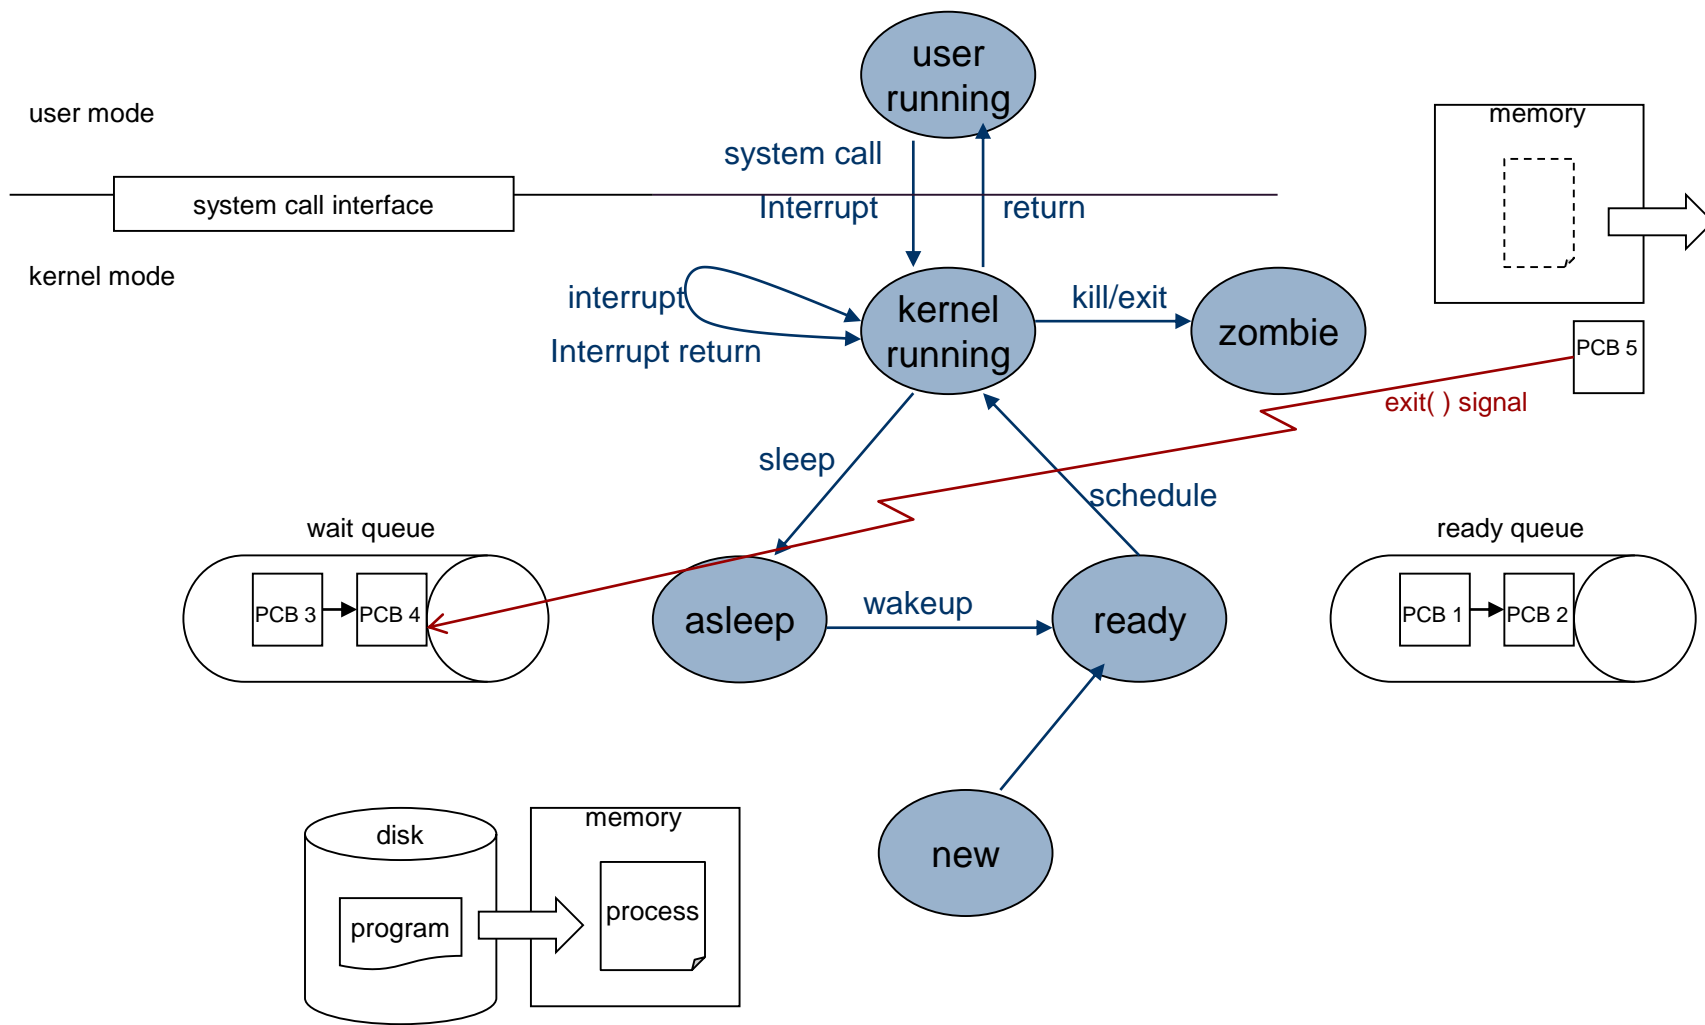 user
running
user mode
memory
system call
system call interface
Interrupt
return
kernel mode
interrupt
kernel
running
kill/exit
zombie
Interrupt return
PCB 5
exit( ) signal
sleep
schedule
wait queue
ready queue
PCB 3
PCB 4
asleep
wakeup
ready
PCB 1
PCB 2
disk
memory
new
program
process